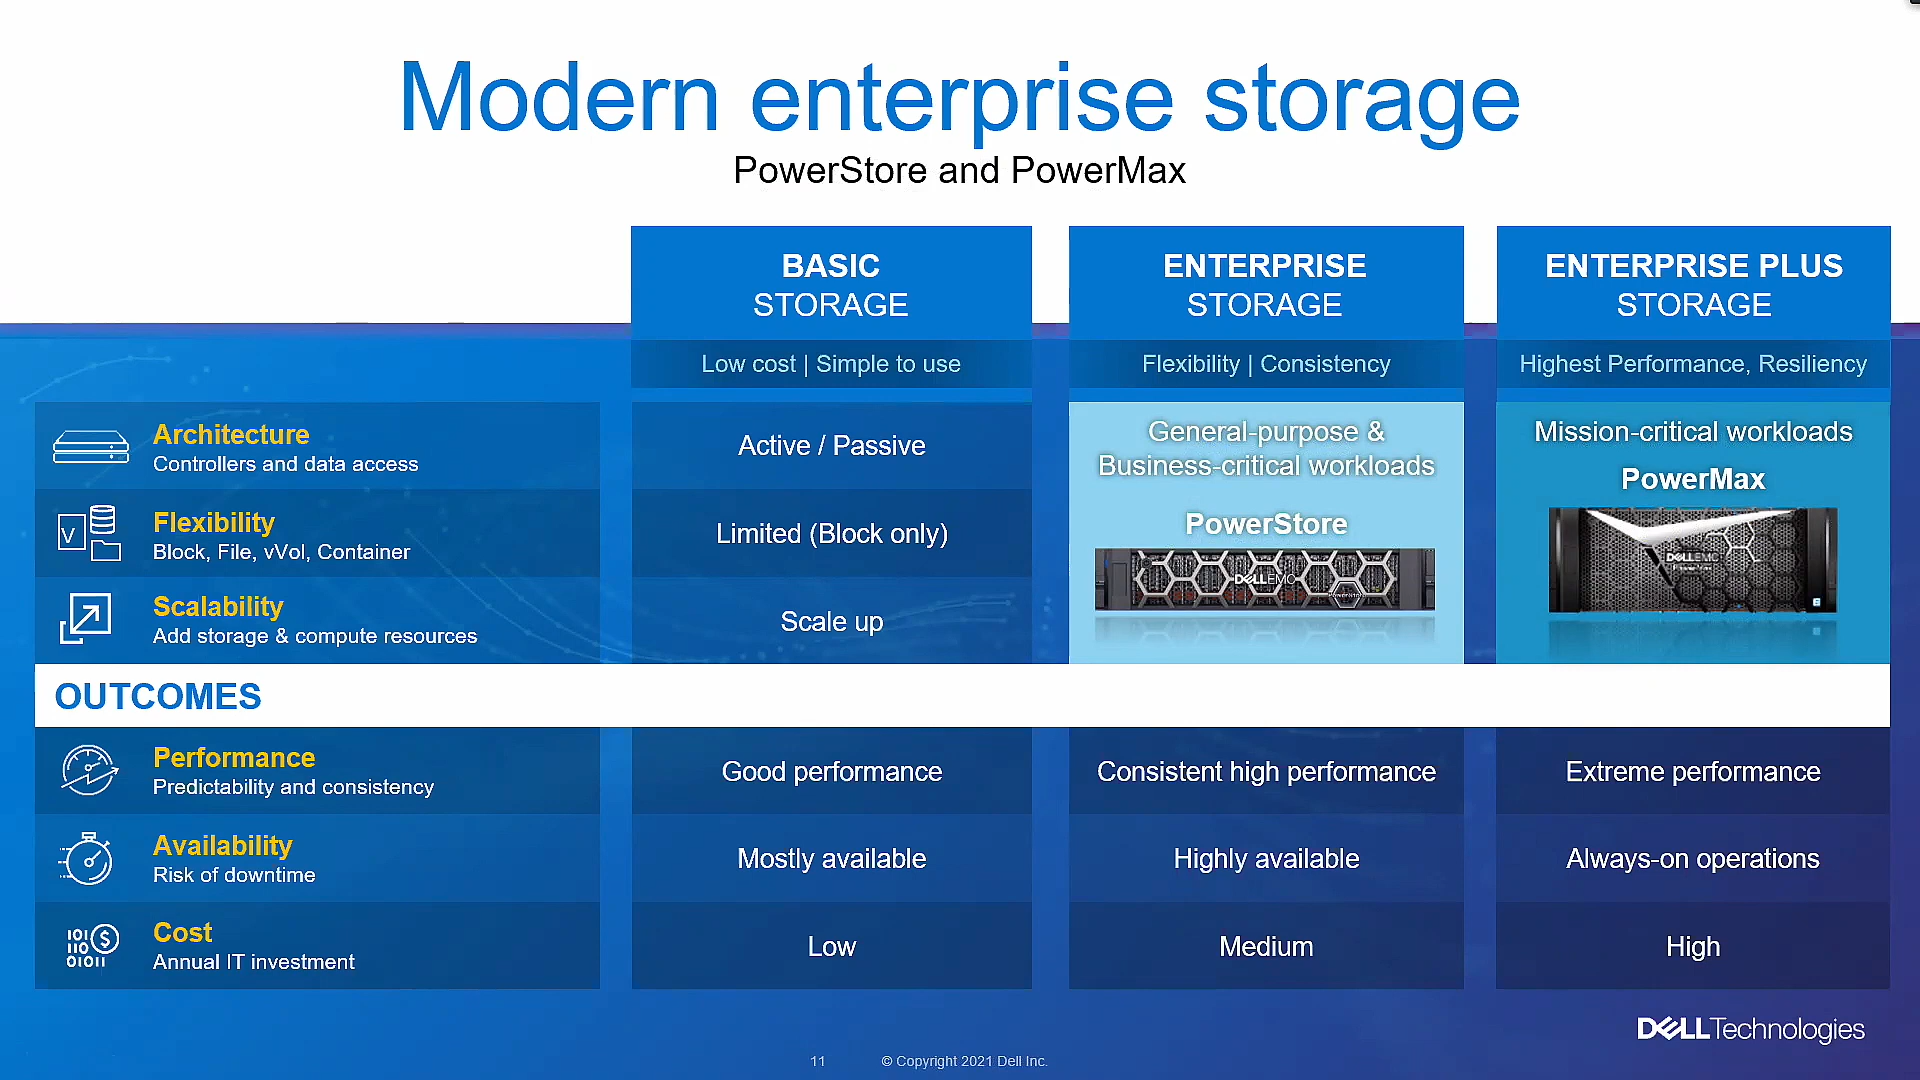 Modern enterprise storage
PowerStore and PowerMax
BASIC
STORAGE
ENTERPRISE
STORAGE
ENTERPRISE PLUS
STORAGE
Low cost | Simple to use
Flexibility | Consistency
Highest Performance, Resiliency
Architecture
Controllers and data access
Active / Passive
General-purpose &
Business-critical workloads
PowerStore
DELLEMC
Mission-critical workloads
PowerMax
DELLEMC
V
Flexibility
Block, File, vVol, Container
Limited (Block only)
Scalability
Add storage & compute resources
Scale up
OUTCOMES
Performance
Predictability and consistency
Good performance
Consistent high performance
Extreme performance
Availability
Risk of downtime
Mostly available
Highly available
Always-on operations
Cost
Annual IT investment
Low
Medium
High
DELLTechnologies
11
© Copyright 2021 Dell Inc.